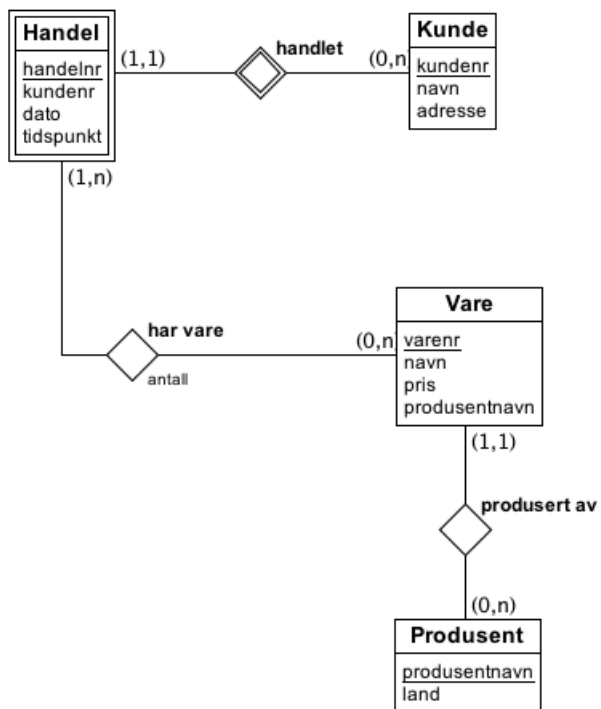 Handel
handelnr
kundenr
dato
tidspunkt
(1,1)
handlet
(0,n)
Kunde
kundenr
navn
adresse
(1,n)
har vare
antall
(0,n)
Vare
varenr
navn
pris
produsentnavn
(1,1)
produsert av
(0,n)
Produsent
produsentnavn
land